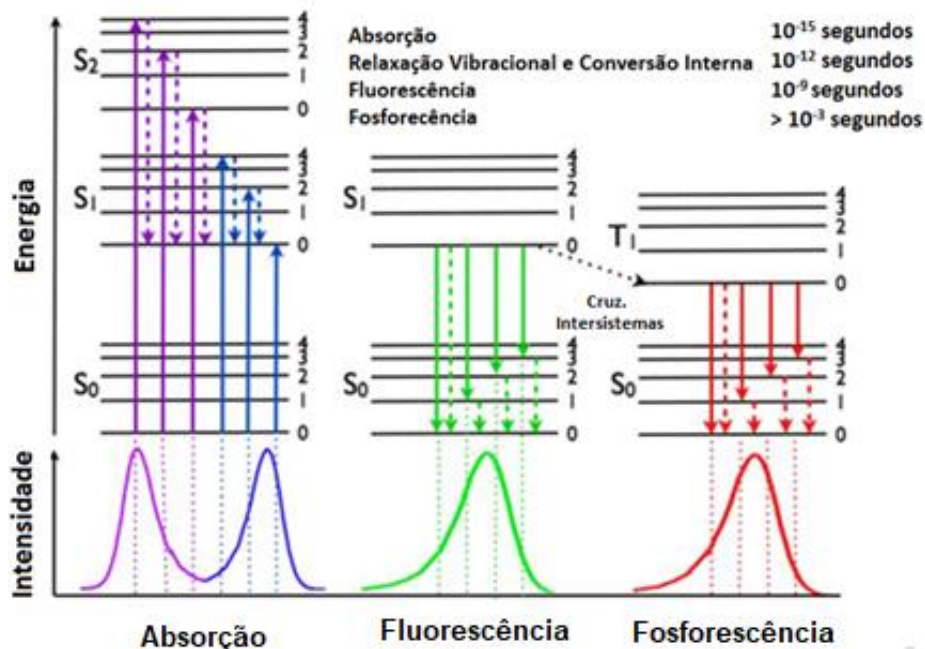 Energia
S2
4
3
2
1
0
S1
4
3
2
1
0
S0
4
3
2
1
0
Absorção 10-15 segundos
Relaxação Vibracional e Conversão Interna 10-12 segundos
Fluorescência 10-9 segundos
Fosforecência > 10-3 segundos
S1
4
3
2
1
0
Cruz.
Intersistemas
S0
4
3
2
1
0
T1
4
3
2
1
0
S0
4
3
2
1
0
Intensidade
Absorção
Fluorescência
Fosforescência